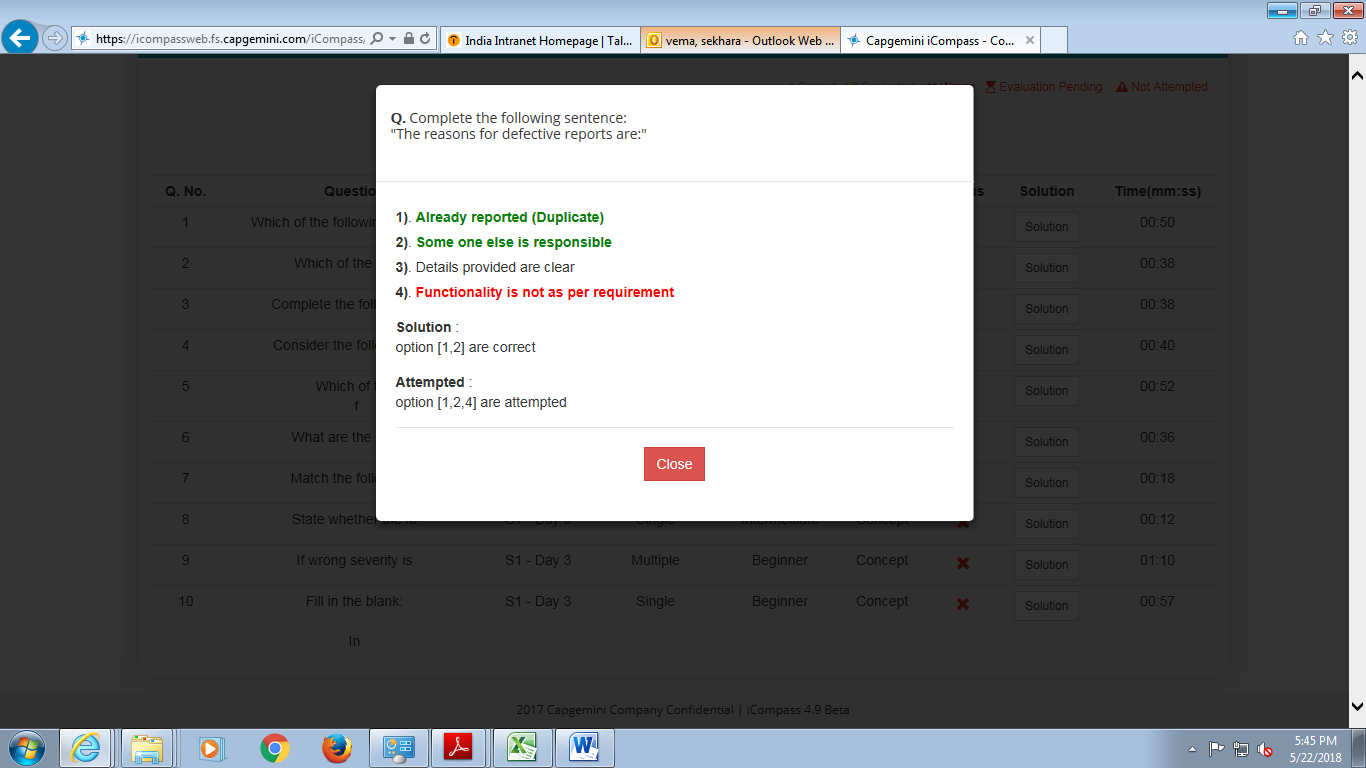 https://icompassweb.fs.capgemini.com/iCompass/
India Intranet Homepage | Tal...
vema, sekhara - Outlook Web ...
Capgemini iCompass - Co...
Evaluation Pending
Not Attempted
Q. Complete the following sentence:
"The reasons for defective reports are:"
Q. No. Questio Solution Time(mm:ss)
1). Already reported (Duplicate)
2). Some one else is responsible
3). Details provided are clear
4). Functionality is not as per requirement
Solution :
option [1,2] are correct
Attempted :
option [1,2,4] are attempted
Close
1 Which of the followin Solution 00:50
2 Which of the Solution 00:38
3 Complete the foll Solution 00:38
4 Consider the foll Solution 00:40
5 Which of Solution 00:52
f
6 What are the Solution 00:36
7 Match the foll Solution 00:18
8 State whether the fo S1 - Day 3 Single Intermediate Concept Solution 00:12
9 If wrong severity is S1 - Day 3 Multiple Beginner Concept Solution 01:10
10 Fill in the blank: S1 - Day 3 Single Beginner Concept Solution 00:57
In
2017 Capgemini Company Confidential | iCompass 4.9 Beta
5:45 PM
5/22/2018